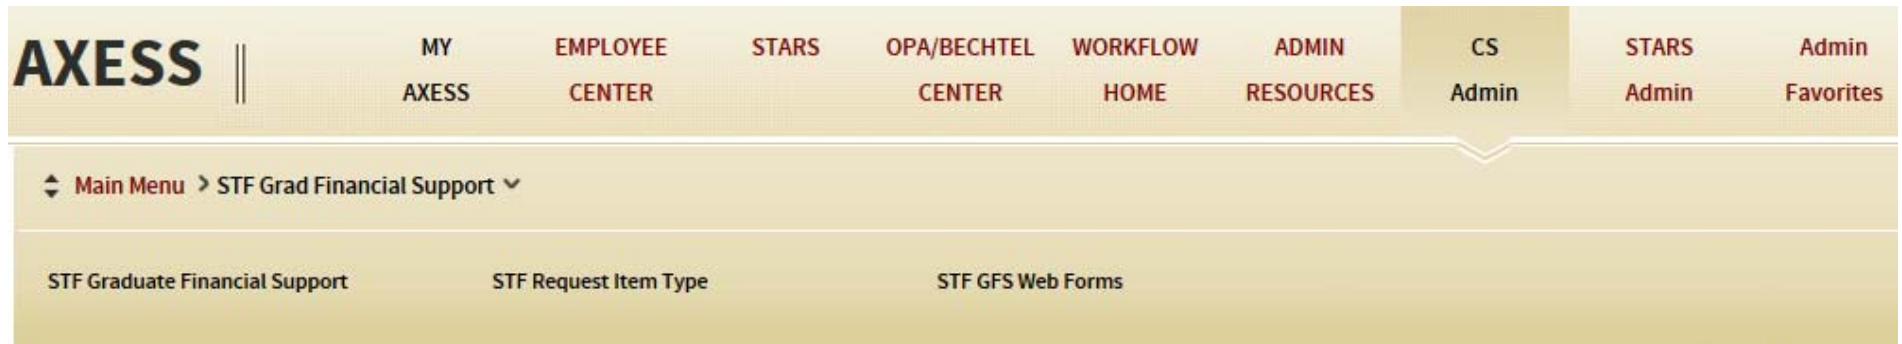 AXESS
MY
AXESS
EMPLOYEE
CENTER
STARS
OPA/BECHTEL
CENTER
WORKFLOW
HOME
ADMIN
RESOURCES
CS
Admin
STARS
Admin
Admin
Favorites
Main Menu > STF Grad Financial Support
STF Graduate Financial Support
STF Request Item Type
STF GFS Web Forms